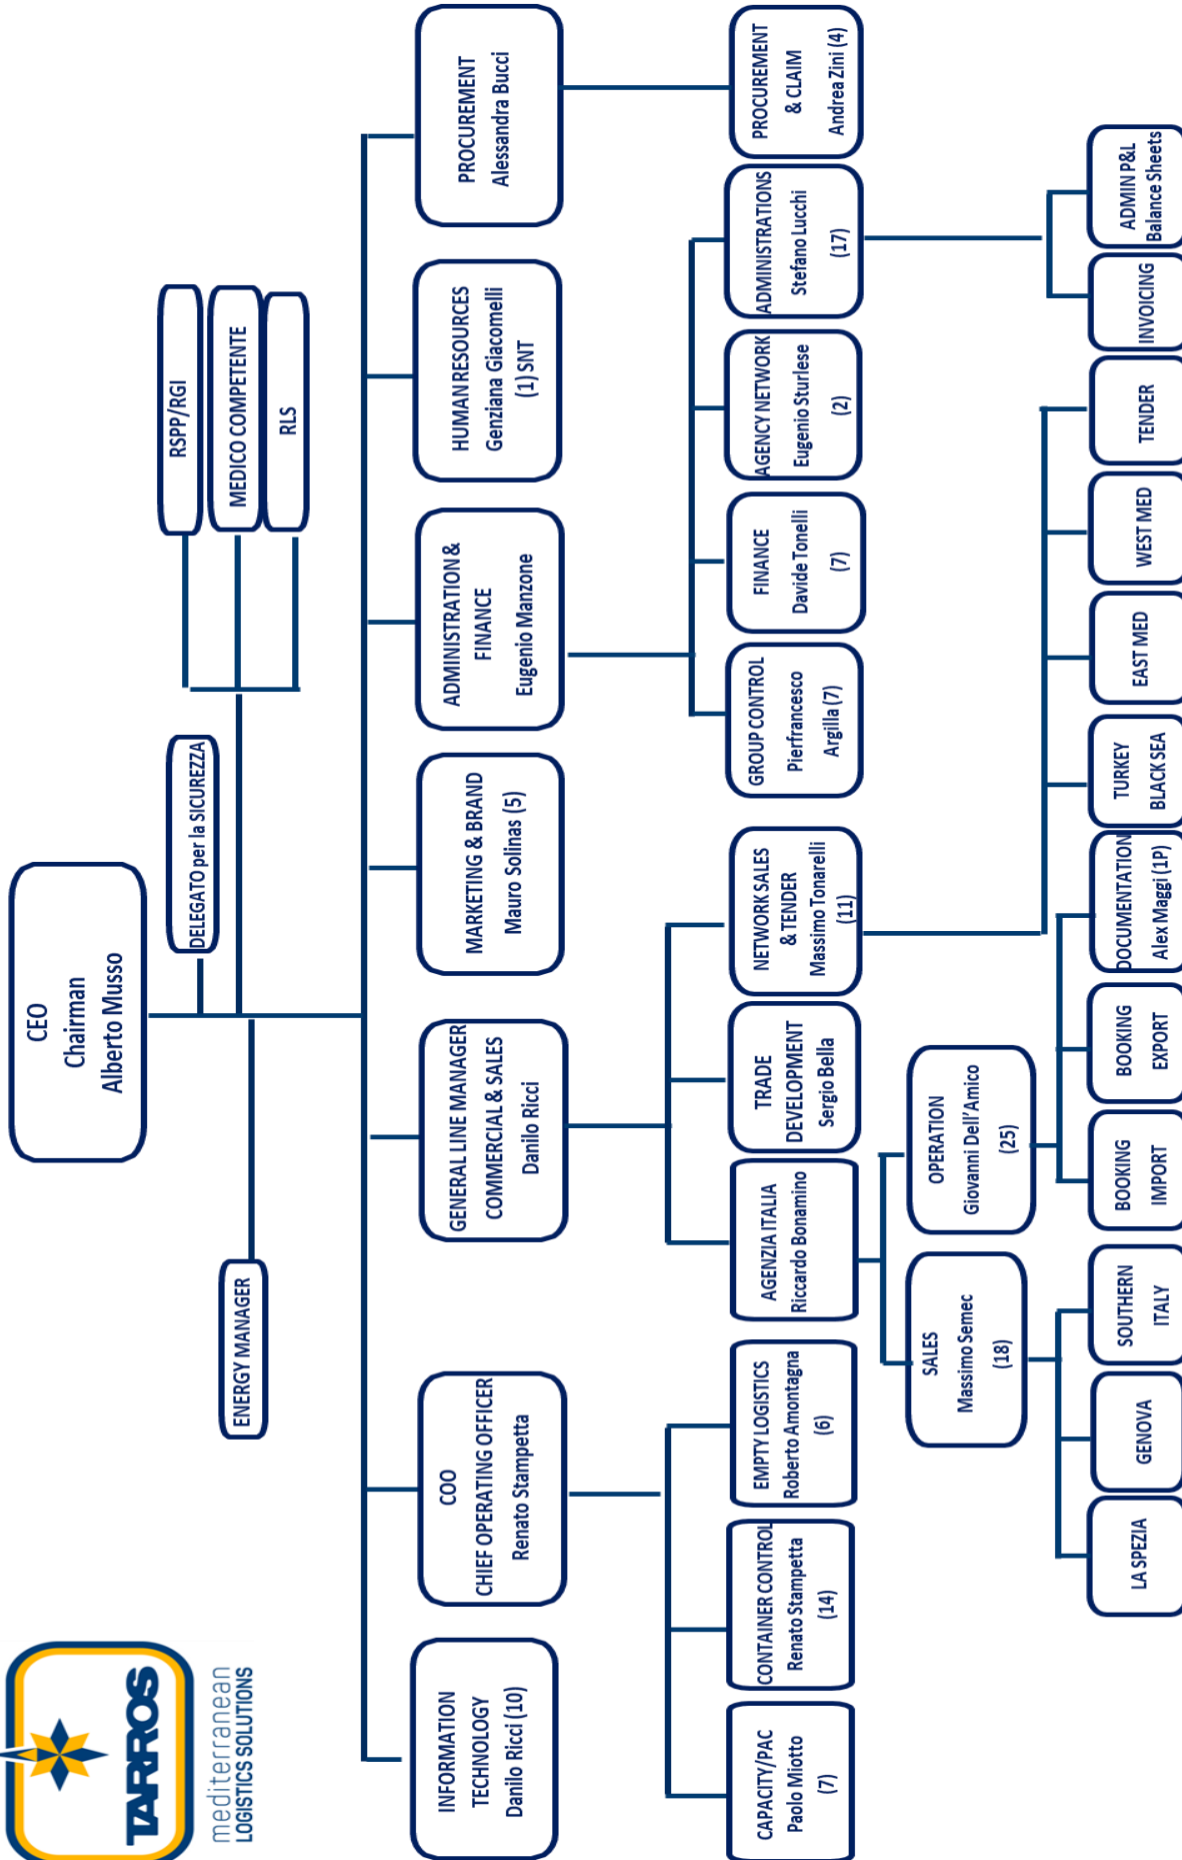 TARROS
mediterranean
LOGISTICS SOLUTIONS
CEO
Chairman
Alberto Musso
DELEGATO per la SICUREZZA
RSPP/RGI
MEDICO COMPETENTE
RLS
ENERGY MANAGER
INFORMATION
TECHNOLOGY
Danilo Ricci (10)
COO
CHIEF OPERATING OFFICER
Renato Stampetta
GENERAL LINE MANAGER
COMMERCIAL & SALES
Danilo Ricci
MARKETING & BRAND
Mauro Solinas (5)
ADMINISTRATION &
FINANCE
Eugenio Manzone
HUMAN RESOURCES
Genziana Giacomelli
(1) SNT
PROCUREMENT
Alessandra Bucci
CAPACITY/PAC
Paolo Miotto
(7)
CONTAINER CONTROL
Renato Stampetta
(14)
EMPTY LOGISTICS
Roberto Amontagna
(6)
AGENZIA ITALIA
Riccardo Bonamino
TRADE
DEVELOPMENT
Sergio Bella
NETWORK SALES
& TENDER
Massimo Tonarelli
(11)
GROUP CONTROL
Pierfrancesco
Argilla (7)
FINANCE
Davide Tonelli
(7)
AGENCY NETWORK
Eugenio Sturlese
(2)
ADMINISTRATIONS
Stefano Lucchi
(17)
PROCUREMENT
& CLAIM
Andrea Zini (4)
SALES
Massimo Semec
(18)
OPERATION
Giovanni Dell'Amico
(25)
LA SPEZIA
GENOVA
SOUTHERN
ITALY
BOOKING
IMPORT
BOOKING
EXPORT
DOCUMENTATION
Alex Maggi (1P)
TURKEY
BLACK SEA
EAST MED
WEST MED
TENDER
INVOICING
ADMIN P&L
Balance Sheets